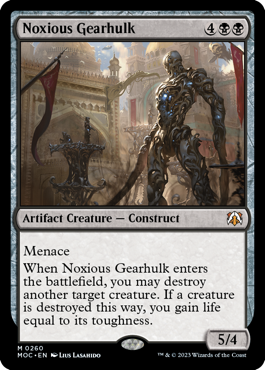 Noxious Gearhulk 4
Artifact Creature — Construct
Menace
When Noxious Gearhulk enters
the battlefield, you may destroy
another target creature. If a creature
is destroyed this way, you gain life
equal to its toughness.
5/4
M 0260
MOC • EN LIUS LASAHIDO
™ & © 2023 Wizards of the Coast